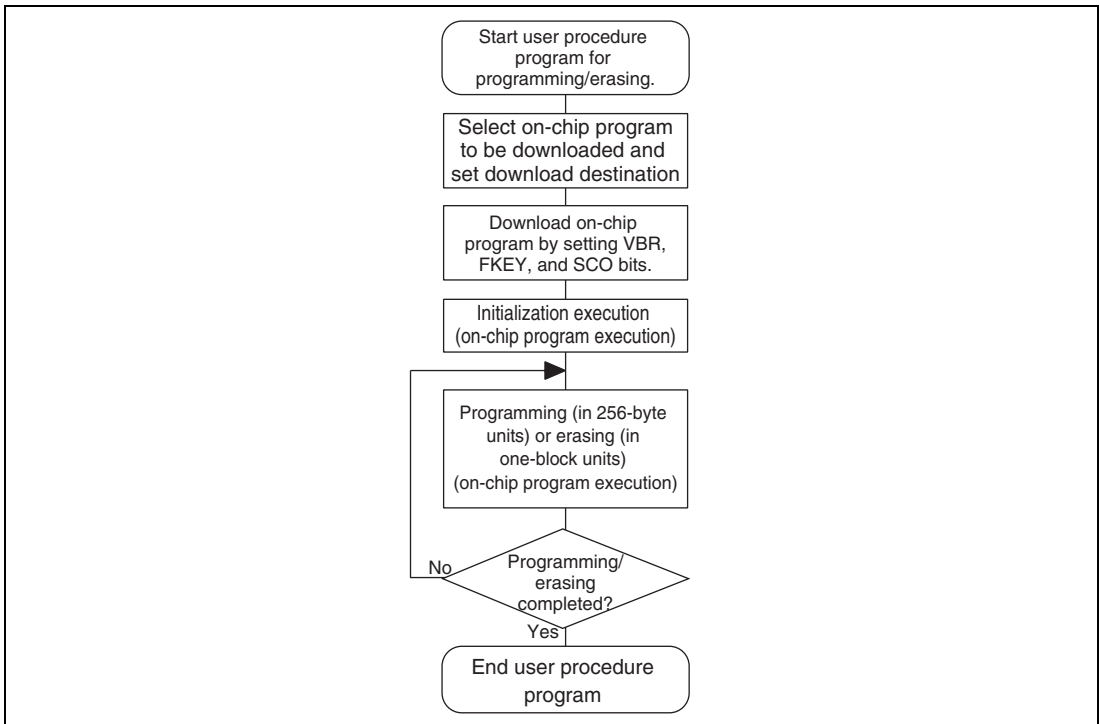 Start user procedure
program for
programming/erasing.
Select on-chip program
to be downloaded and
set download destination
Download on-chip
program by setting VBR,
FKEY, and SCO bits.
Initialization execution
(on-chip program execution)
Programming (in 256-byte
units) or erasing (in
one-block units)
(on-chip program execution)
No
Programming/
erasing
completed?
Yes
End user procedure
program